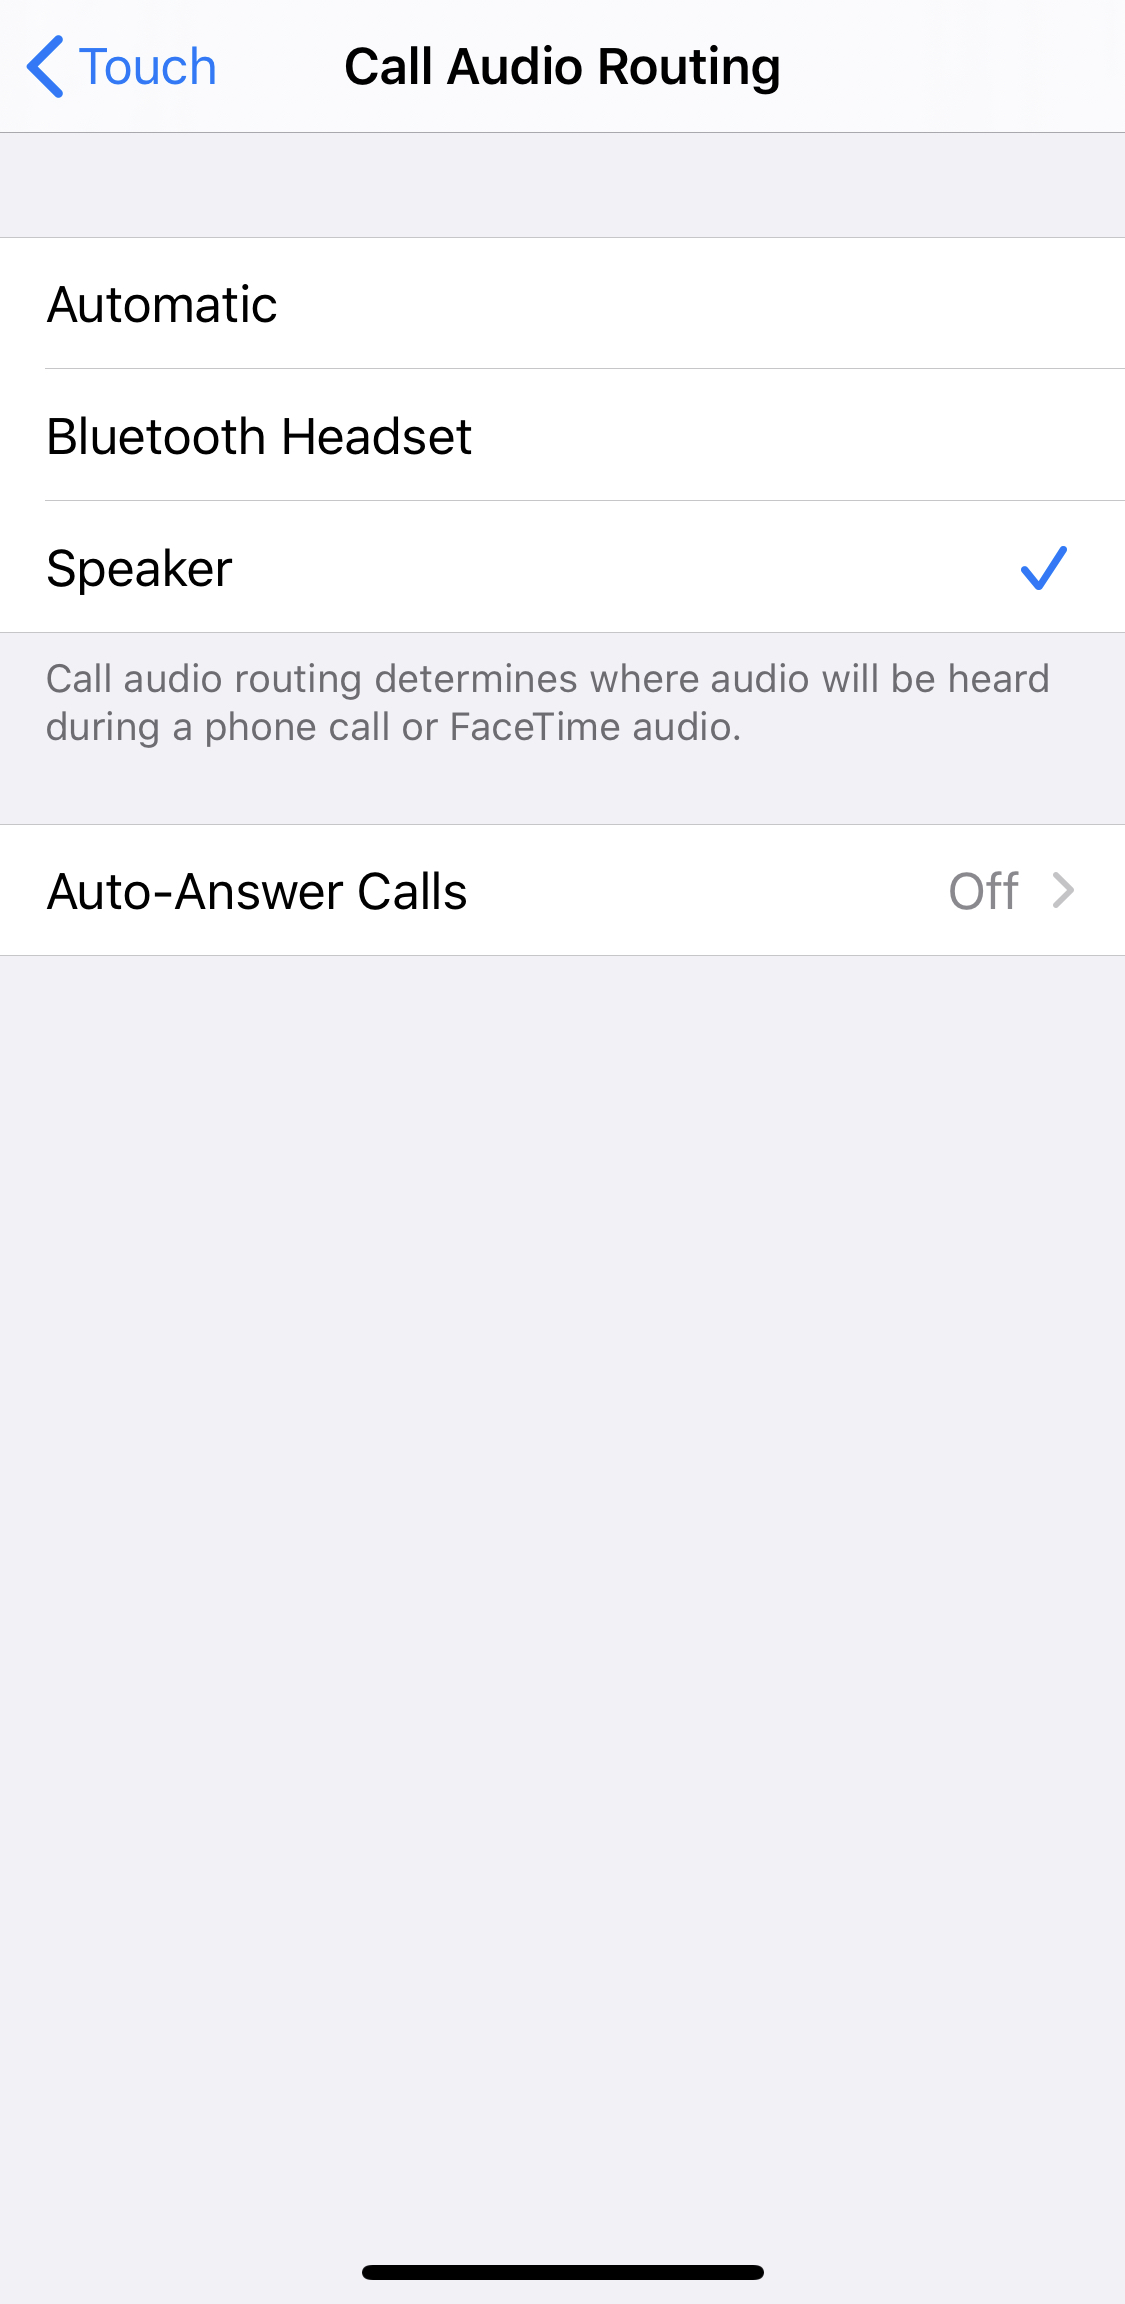 Touch
Call Audio Routing
Automatic
Bluetooth Headset
Speaker
Call audio routing determines where audio will be heard
during a phone call or FaceTime audio.
Auto-Answer Calls Off